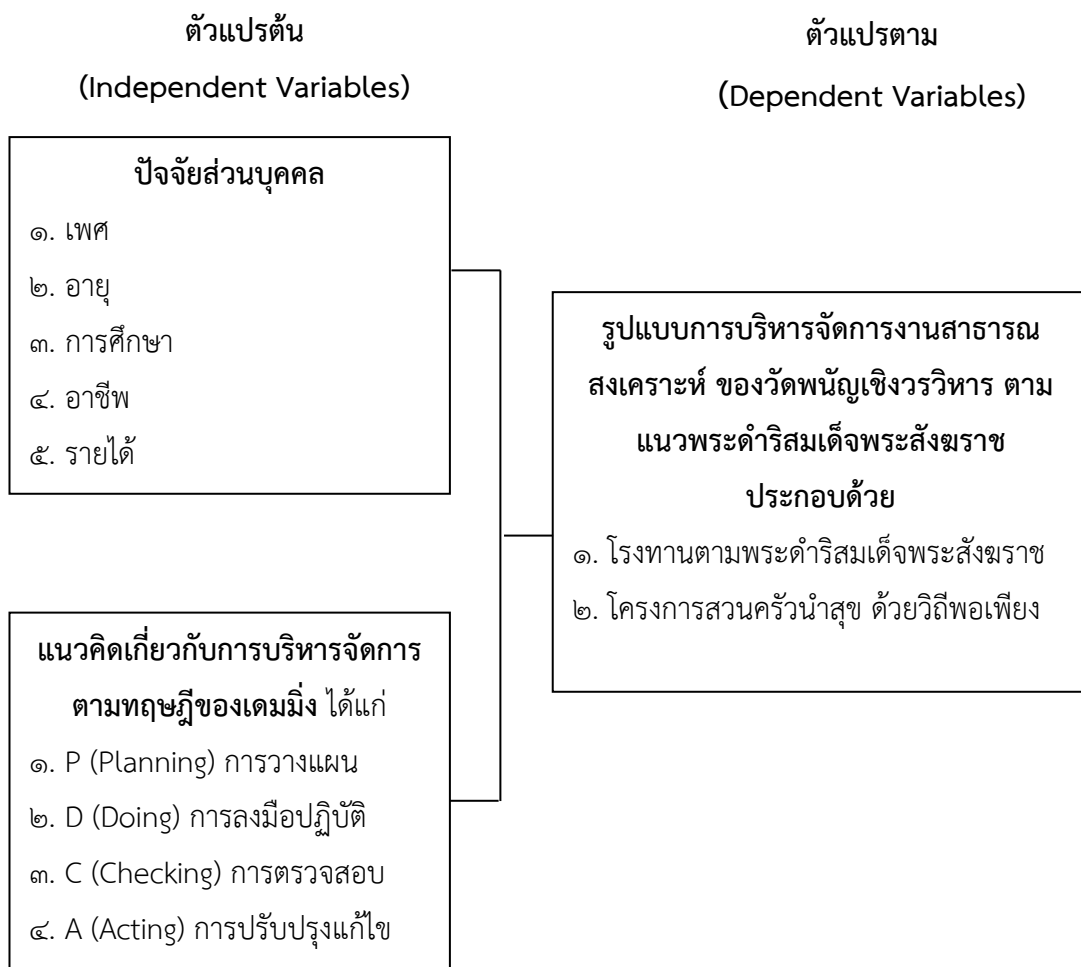 ตัวแปรต้น
(Independent Variables)
ตัวแปรตาม
(Dependent Variables)
ปัจจัยส่วนบุคคล
๑. เพศ
๒. อายุ
๓. การศึกษา
๔. อาชีพ
๕. รายได้
แนวคิดเกี่ยวกับการบริหารจัดการ
ตามทฤษฎีของเดมมิ่ง ได้แก่
๑. P (Planning) การวางแผน
๒. D (Doing) การลงมือปฏิบัติ
๓. C (Checking) การตรวจสอบ
๔. A (Acting) การปรับปรุงแก้ไข
รูปแบบการบริหารจัดการงานสาธารณ
สงเคราะห์ ของวัดพนัญเชิงวรวิหาร ตาม
แนวพระดำริสมเด็จพระสังฆราช
ประกอบด้วย
๑. โรงทานตามพระดำริสมเด็จพระสังฆราช
๒. โครงการสวนครัวนำสุข ด้วยวิถีพอเพียง